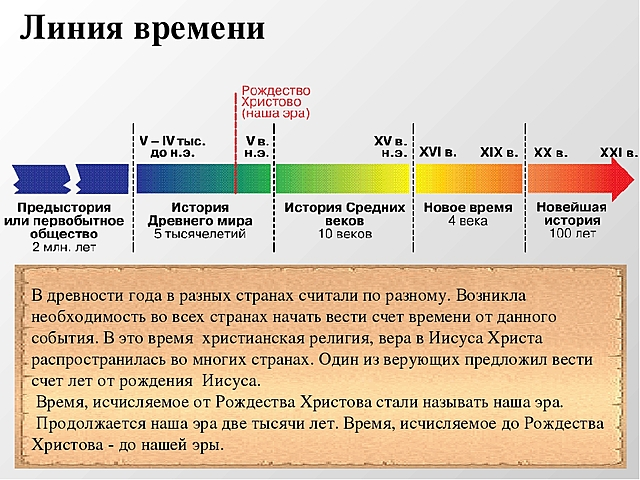 Линия времени
Рождество
Христово
(наша эра)
V – IV тыс.
до н.э.
V в.
н.э.
XV в.
н.э.
XVI в.
XIX в.
XX в.
XXI в.
Предыстория
или первобытное
общество
2 млн. лет
История
Древнего мира
5 тысячелетий
История Средних
веков
10 веков
Новое время
4 века
Новейшая
история
100 лет
В древности года в разных странах считали по разному. Возникла
необходимость во всех странах начать вести счет времени от данного
события. В это время христианская религия, вера в Иисуса Христа
распространилась во многих странах. Один из верующих предложил вести
счет лет от рождения Иисуса.
Время, исчисляемое от Рождества Христова стали называть наша эра.
Продолжается наша эра две тысячи лет. Время, исчисляемое до Рождества
Христова - до нашей эры.